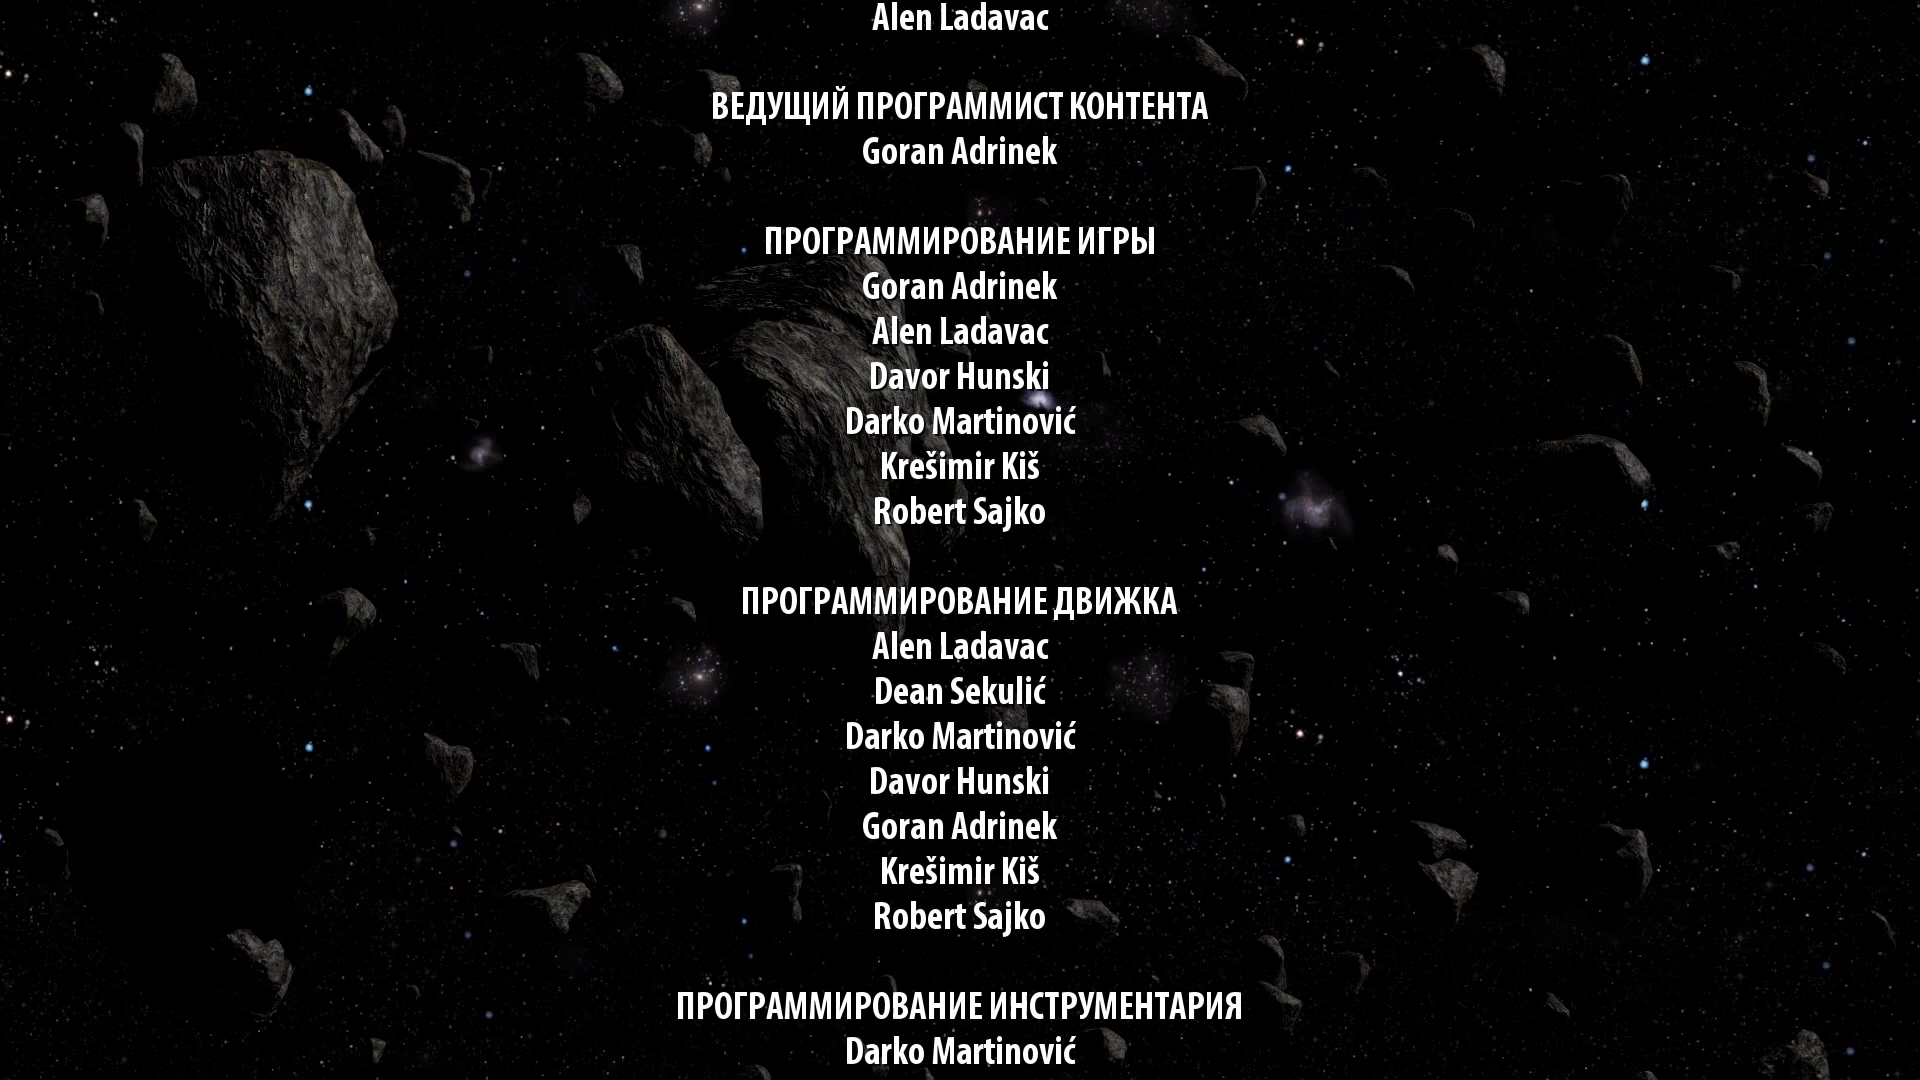 Alen Ladavac
ВЕДУЩИЙ ПРОГРАММИСТ КОНТЕНТА
Goran Adrinek
ПРОГРАММИРОВАНИЕ ИГРЫ
Goran Adrinek
Alen Ladavac
Davor Hunski
Darko Martinović
Krešimir Kiš
Robert Sajko
ПРОГРАММИРОВАНИЕ ДВИЖКА
Alen Ladavac
Dean Sekulić
Darko Martinović
Davor Hunski
Goran Adrinek
Krešimir Kiš
Robert Sajko
ПРОГРАММИРОВАНИЕ ИНСТРУМЕНТАРИЯ
Darko Martinović